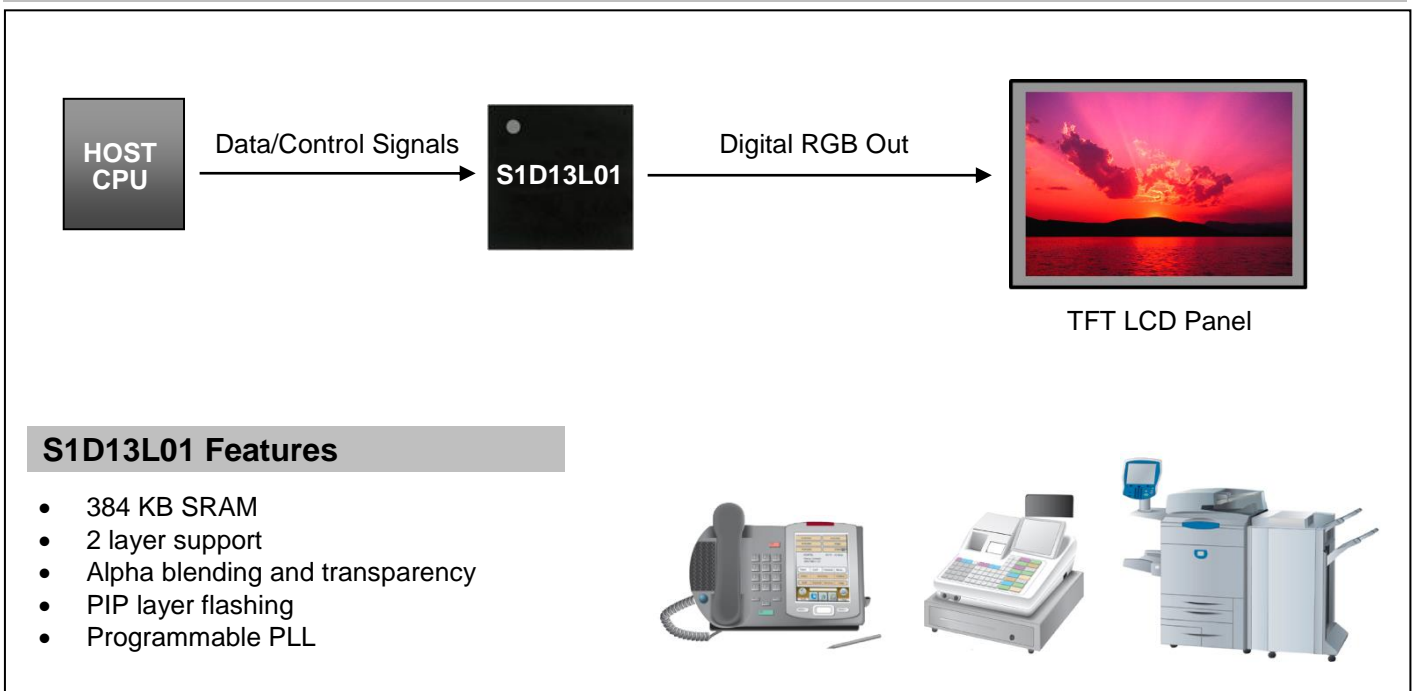 HOST
CPU
Data/Control Signals
S1D13L01
Digital RGB Out
TFT LCD Panel
S1D13L01 Features
• 384 KB SRAM
• 2 layer support
• Alpha blending and transparency
• PIP layer flashing
• Programmable PLL